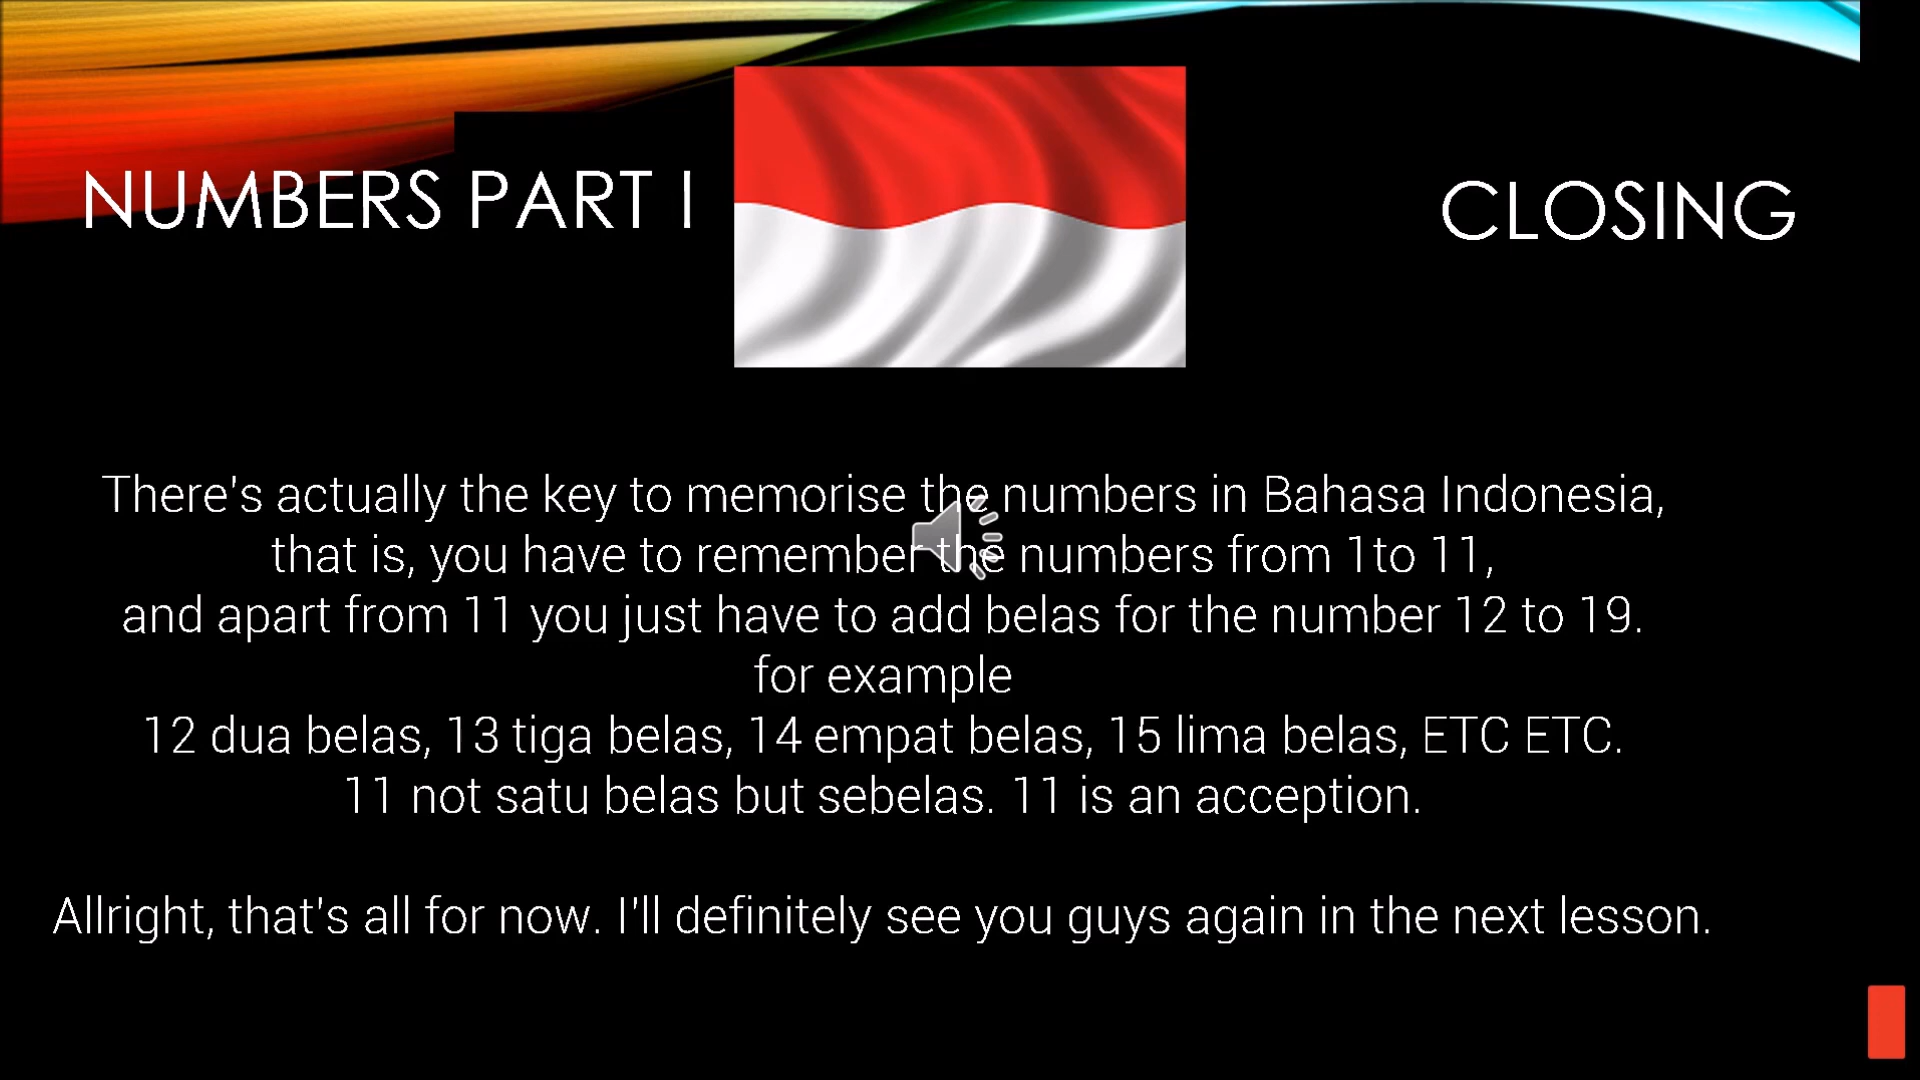 NUMBERS PART I
CLOSING
There's actually the key to memorise the numbers in Bahasa Indonesia,
that is, you have to remember the numbers from 1to 11,
and apart from 11 you just have to add belas for the number 12 to 19.
for example
12 dua belas, 13 tiga belas, 14 empat belas, 15 lima belas, ETC ETC.
11 not satu belas but sebelas. 11 is an acception.
Allright, that's all for now. I'll definitely see you guys again in the next lesson.